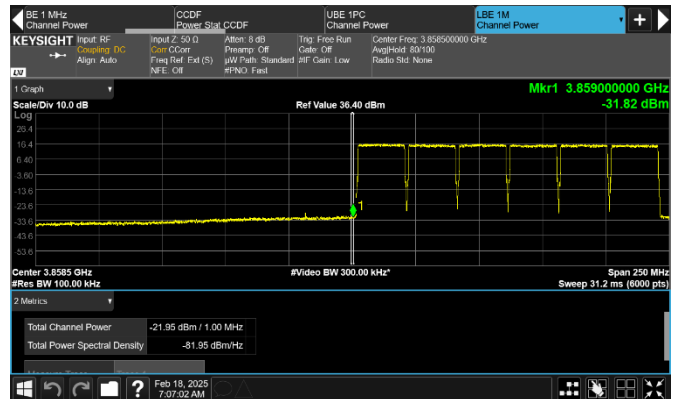 BE 1 MHz
Channel Power
CCDF
Power Stat CCDF
UBE 1PC
Channel Power
LBE 1M
Channel Power
KEYSIGHT
Input: RF
Coupling: DC
Align: Auto
Input Z: 50 Ω
Corr CCorr
Freq Ref: Ext (S)
NFE: Off
Atten: 8 dB
Preamp: Off
µW Path: Standard
#PNO: Fast
Trig: Free Run
Gate: Off
#IF Gain: Low
Center Freq: 3.858500000 GHz
Avg|Hold: 80/100
Radio Std: None
LXI
1 Graph
Mkr1 3.859000000 GHz
Scale/Div 10.0 dB
Ref Value 36.40 dBm
-31.82 dBm
Log
26.4
16.4
6.40
-3.60
-13.6
-23.6
-33.6
-43.6
-53.6
1
Center 3.8585 GHz
#Video BW 300.00 kHz*
Span 250 MHz
#Res BW 100.00 kHz
Sweep 31.2 ms (6000 pts)
2 Metrics
Total Channel Power
-21.95 dBm / 1.00 MHz
Total Power Spectral Density
-81.95 dBm/Hz
?
Feb 18, 2025
7:07:02 AM